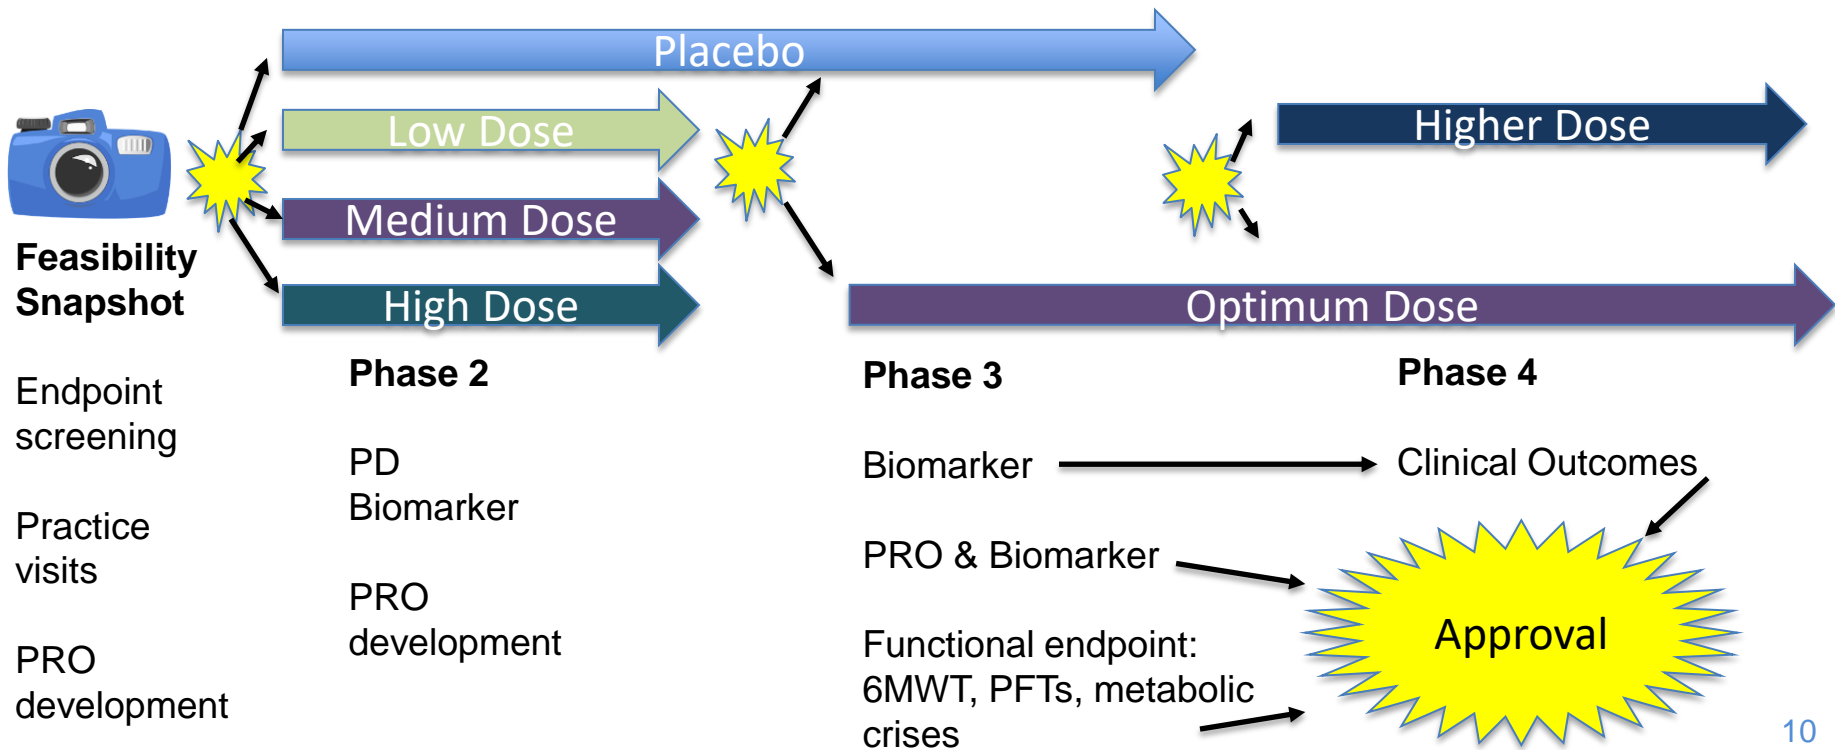 Placebo
Low Dose
Higher Dose
Medium Dose
High Dose
Optimum Dose
Feasibility
Snapshot
Endpoint
screening
Practice
visits
PRO
development
Phase 2
PD
Biomarker
PRO
development
Phase 3
Biomarker
PRO & Biomarker
Functional endpoint:
6MWT, PFTs, metabolic
crises
Phase 4
Clinical Outcomes
Approval
10